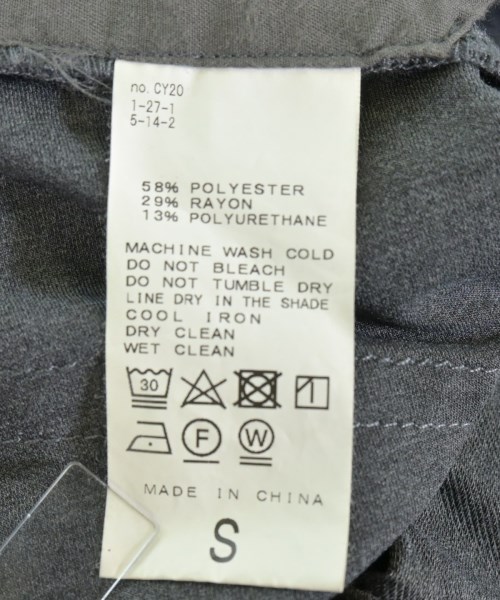 no. CY20
1-27-1
5-14-2
58% POLYESTER
29% RAYON
13% POLYURETHANE
MACHINE WASH COLD
DO NOT BLEACH
DO NOT TUMBLE DRY
LINE DRY IN THE SHADE
COOL IRON
DRY CLEAN
WET CLEAN
30
F W
MADE IN CHINA
S